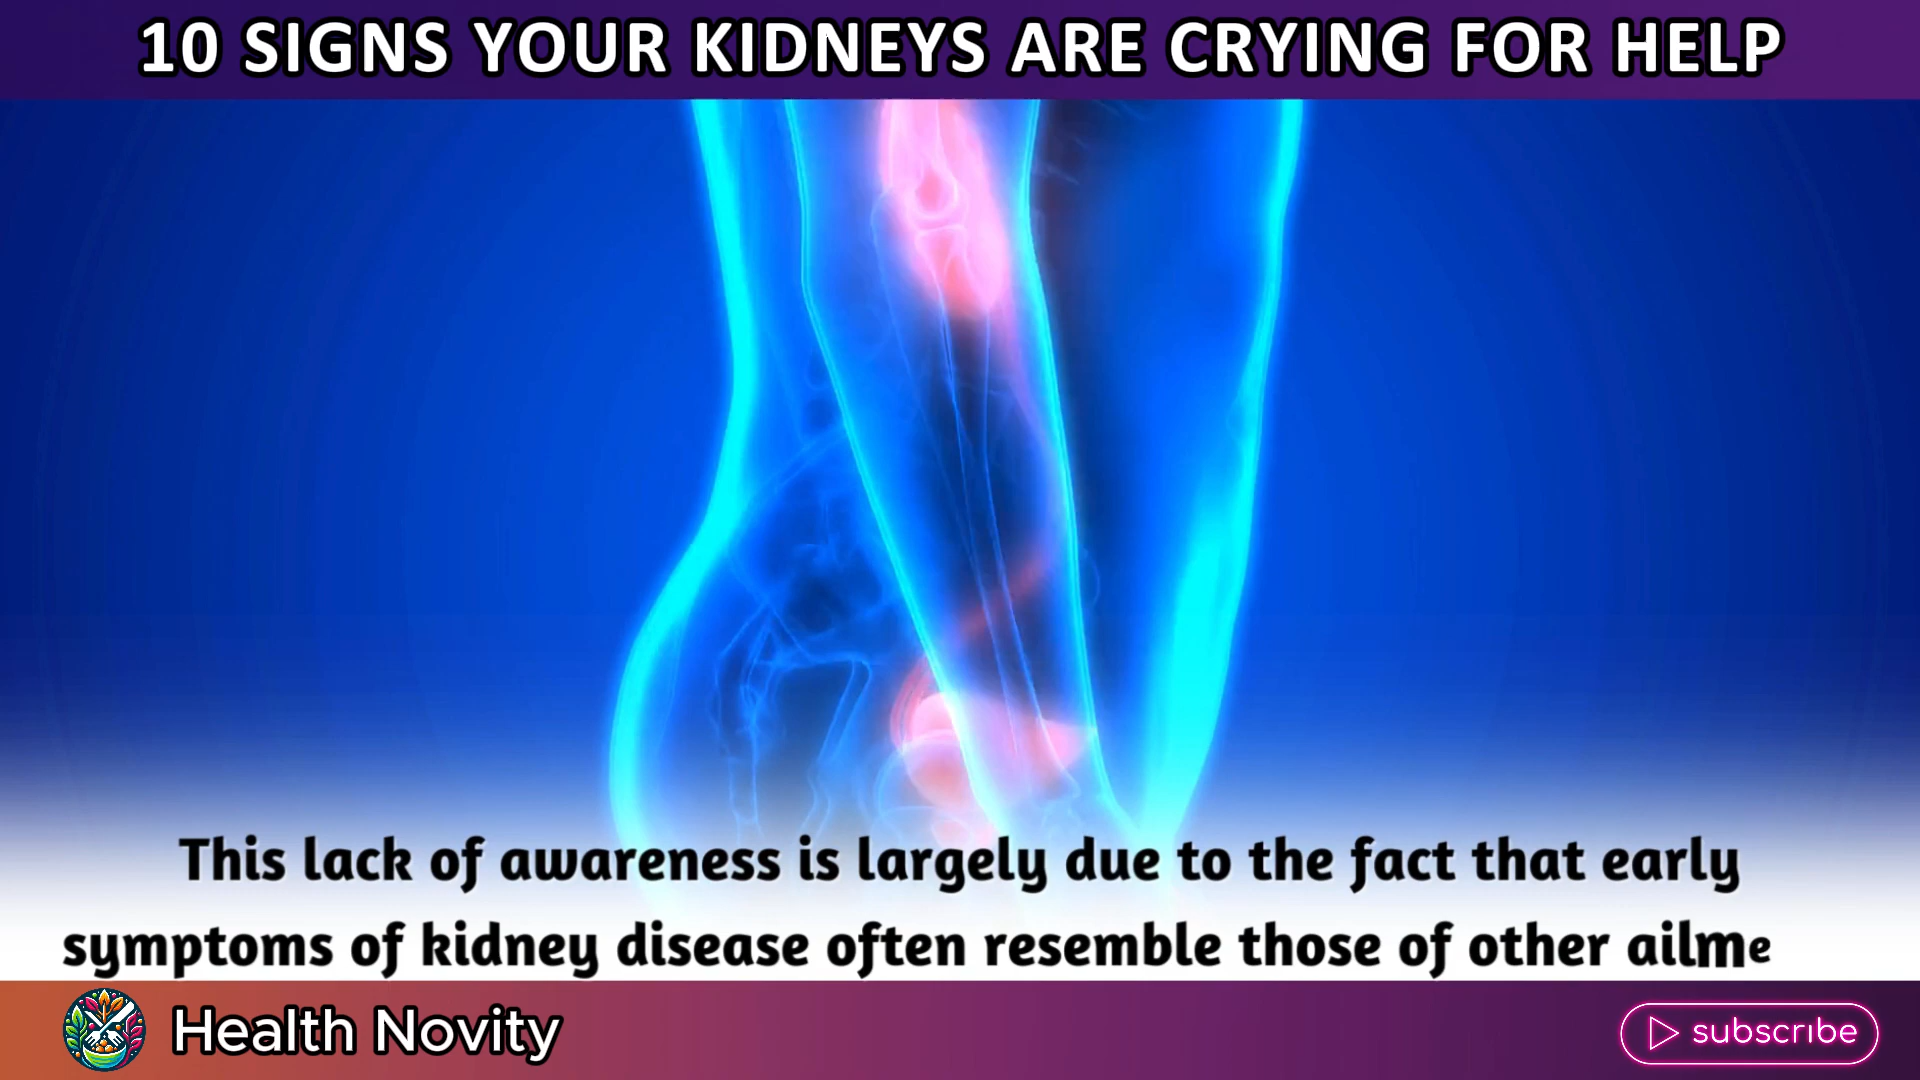 10 SIGNS YOUR KIDNEYS ARE CRYING FOR HELP
This lack of awareness is largely due to the fact that early
symptoms of kidney disease often resemble those of other ailme
Health Novity
subscribe